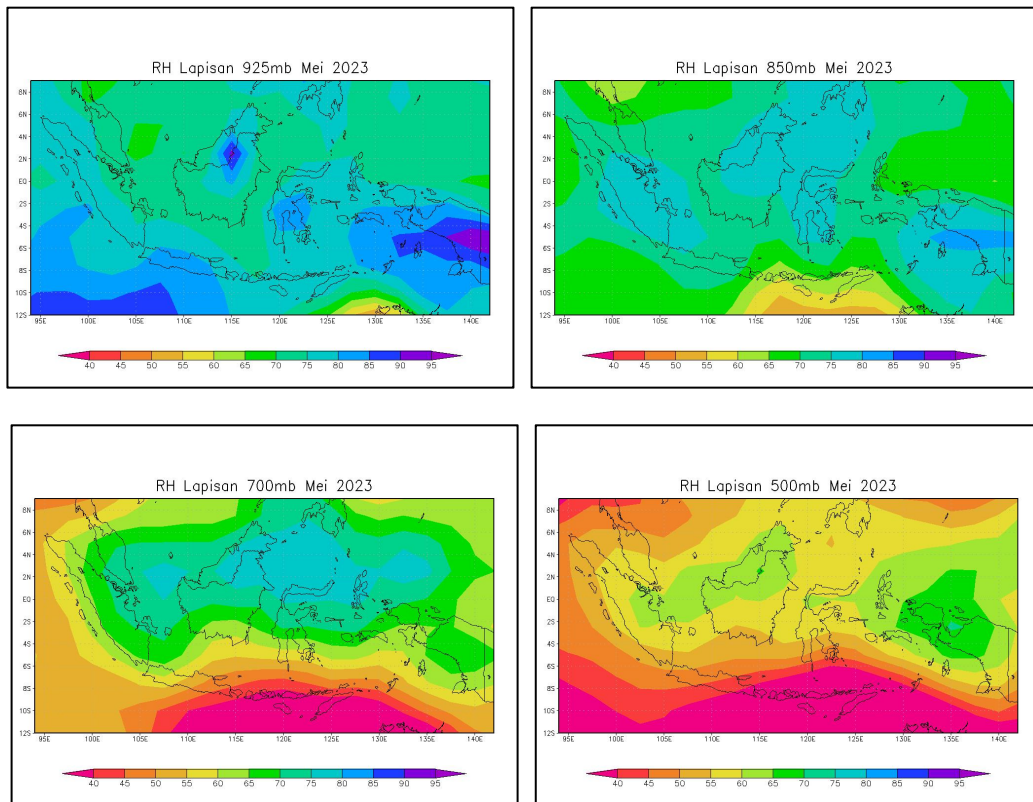 RH Lapisan 925mb Mei 2023
8N
6N
4N
2N
EQ
2S
4S
6S
8S
10S
12S
95E 100E 105E 110E 115E 120E 125E 130E 135E 140E
40 45 50 55 60 65 70 75 80 85 90 95
RH Lapisan 850mb Mei 2023
8N
6N
4N
2N
EQ
2S
4S
6S
8S
10S
12S
95E 100E 105E 110E 115E 120E 125E 130E 135E 140E
40 45 50 55 60 65 70 75 80 85 90 95
RH Lapisan 700mb Mei 2023
8N
6N
4N
2N
EQ
2S
4S
6S
8S
10S
12S
95E 100E 105E 110E 115E 120E 125E 130E 135E 140E
40 45 50 55 60 65 70 75 80 85 90 95
RH Lapisan 500mb Mei 2023
8N
6N
4N
2N
EQ
2S
4S
6S
8S
10S
12S
95E 100E 105E 110E 115E 120E 125E 130E 135E 140E
40 45 50 55 60 65 70 75 80 85 90 95